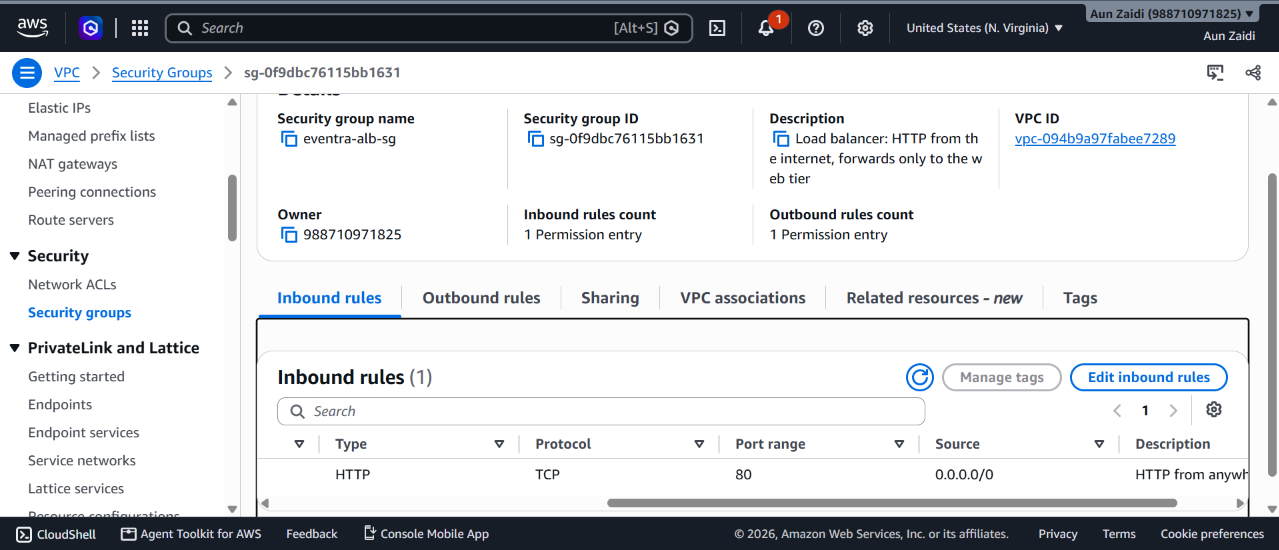 aws
Search
[Alt+S]
1
United States (N. Virginia)
Aun Zaidi (988710971825)
Aun Zaidi
VPC
Security Groups
sg-0f9dbc76115bb1631
Elastic IPs
Managed prefix lists
NAT gateways
Peering connections
Route servers
Security
Network ACLs
Security groups
PrivateLink and Lattice
Getting started
Endpoints
Endpoint services
Service networks
Lattice services
Resource configurations
Details
Security group name
eventra-alb-sg
Security group ID
sg-0f9dbc76115bb1631
Description
Load balancer: HTTP from th
e internet, forwards only to the w
eb tier
VPC ID
vpc-094b9a97fabee7289
Owner
988710971825
Inbound rules count
1 Permission entry
Outbound rules count
1 Permission entry
Inbound rules
Outbound rules
Sharing
VPC associations
Related resources - new
Tags
Inbound rules (1)
Manage tags
Edit inbound rules
Search
1
Type
Protocol
Port range
Source
Description
HTTP
TCP
80
0.0.0.0/0
HTTP from anywh
CloudShell
Agent Toolkit for AWS
Feedback
Console Mobile App
© 2026, Amazon Web Services, Inc. or its affiliates.
Privacy
Terms
Cookie preferences